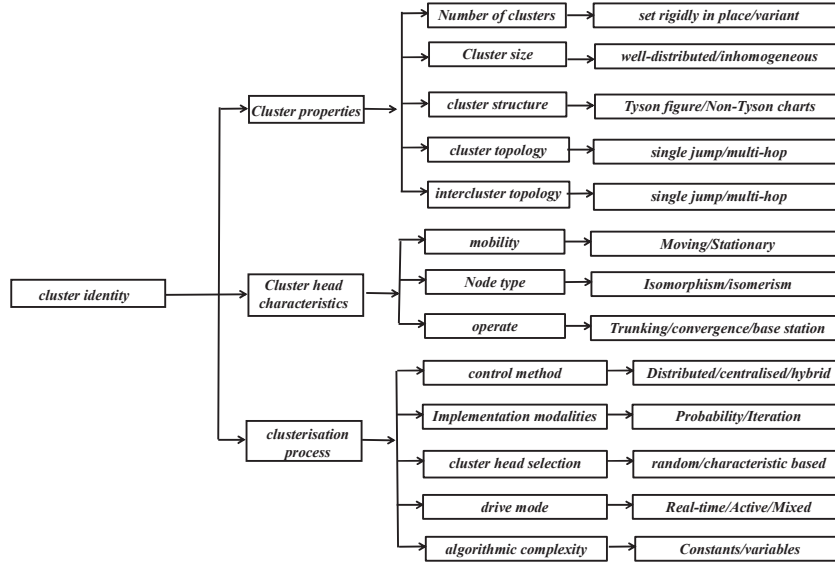 Number of clusters
set rigidly in place/variant
Cluster size
well-distributed/inhomogeneous
Cluster properties
cluster structure
Tyson figure/Non-Tyson charts
cluster topology
single jump/multi-hop
intercluster topology
single jump/multi-hop
cluster identity
Cluster head
characteristics
mobility
Moving/Stationary
Node type
Isomorphism/isomerism
operate
Trunking/convergence/base station
clusterisation
process
control method
Distributed/centralised/hybrid
Implementation modalities
Probability/Iteration
cluster head selection
random/characteristic based
drive mode
Real-time/Active/Mixed
algorithmic complexity
Constants/variables